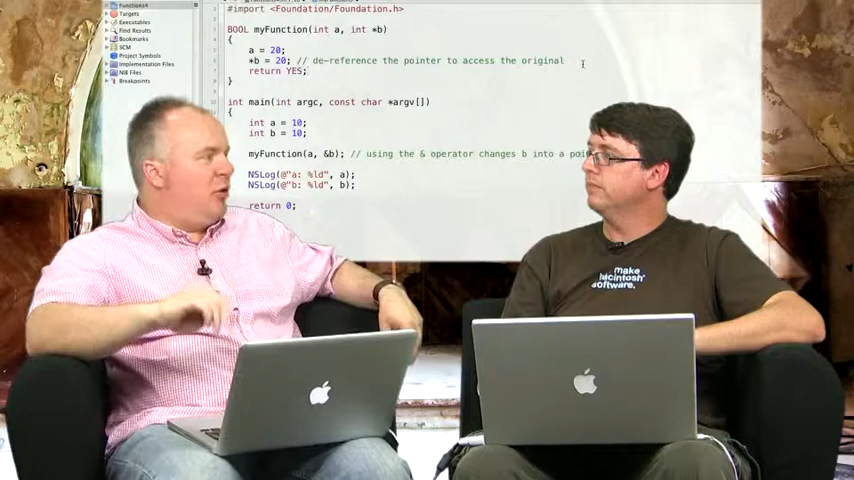 Functions4
Targets
Executables
Find Results
Bookmarks
SCM
Project Symbols
Implementation Files
NIB Files
Breakpoints
#import <Foundation/Foundation.h>
BOOL myFunction(int a, int *b)
{
a = 20;
*b = 20; // de-reference the pointer to access the original
return YES;
}
int main(int argc, const char *argv[])
{
int a = 10;
int b = 10;
myFunction(a, &b); // using the & operator changes b into a
NSLog(@"a: %ld", a);
NSLog(@"b: %ld", b);
return 0;
make
macintosh
software.